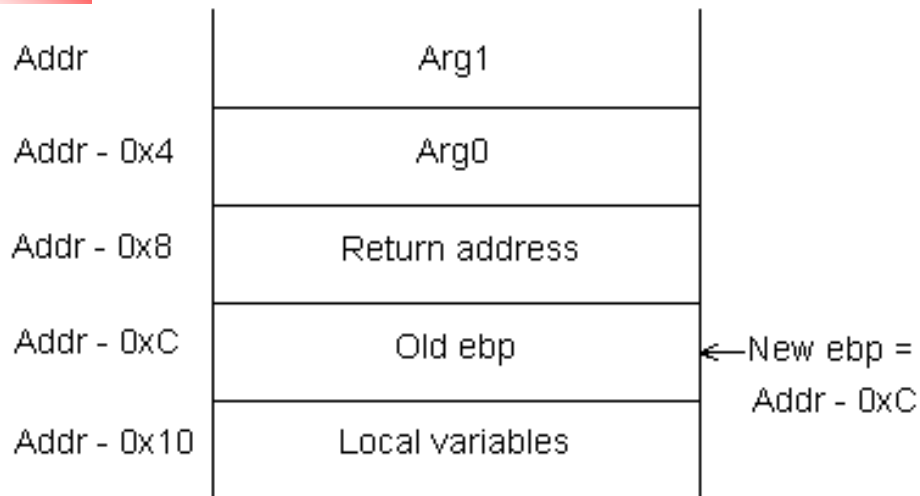 Addr
Arg1
Addr - 0x4
Arg0
Addr - 0x8
Return address
Addr - 0xC
Old ebp
New ebp =
Addr - 0xC
Addr - 0x10
Local variables